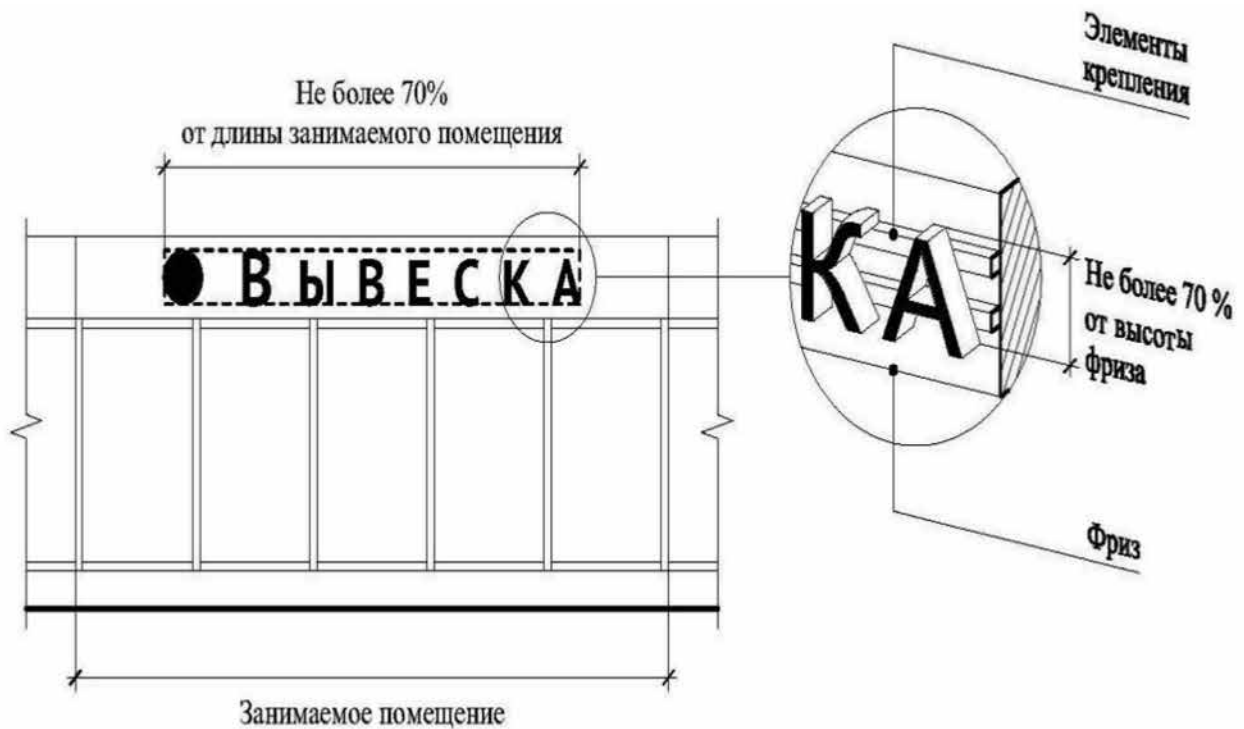 Не более 70%
от длины занимаемого помещения
Вывеска
Занимаемое помещение
Элементы
крепления
КА
Не более 70 %
от высоты
фриза
Фриз